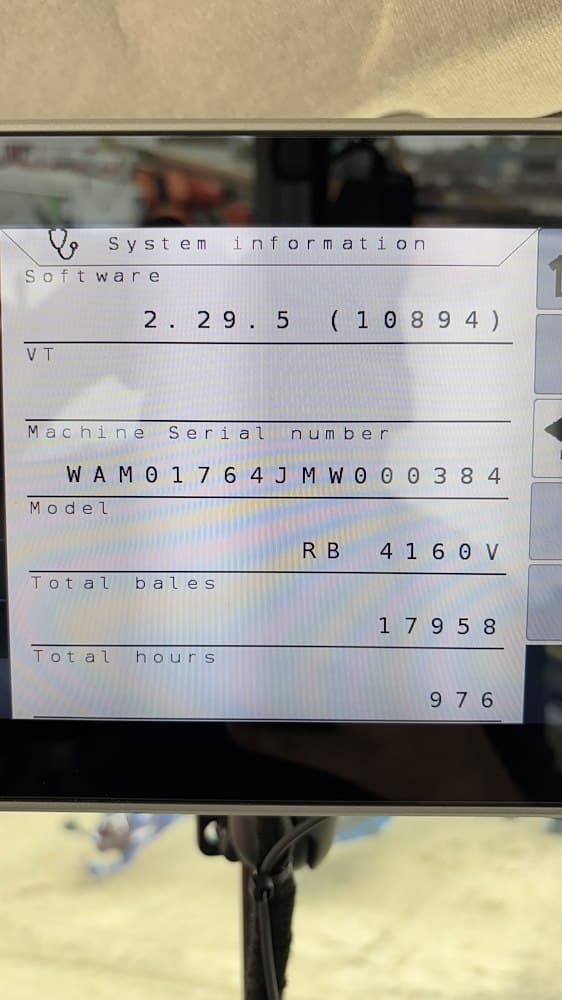 System information
Software
2.29.5 (10894)
VT
Machine Serial number
WAM01764JMW000384
Model
RB 4160V
Total bales
17958
Total hours
976